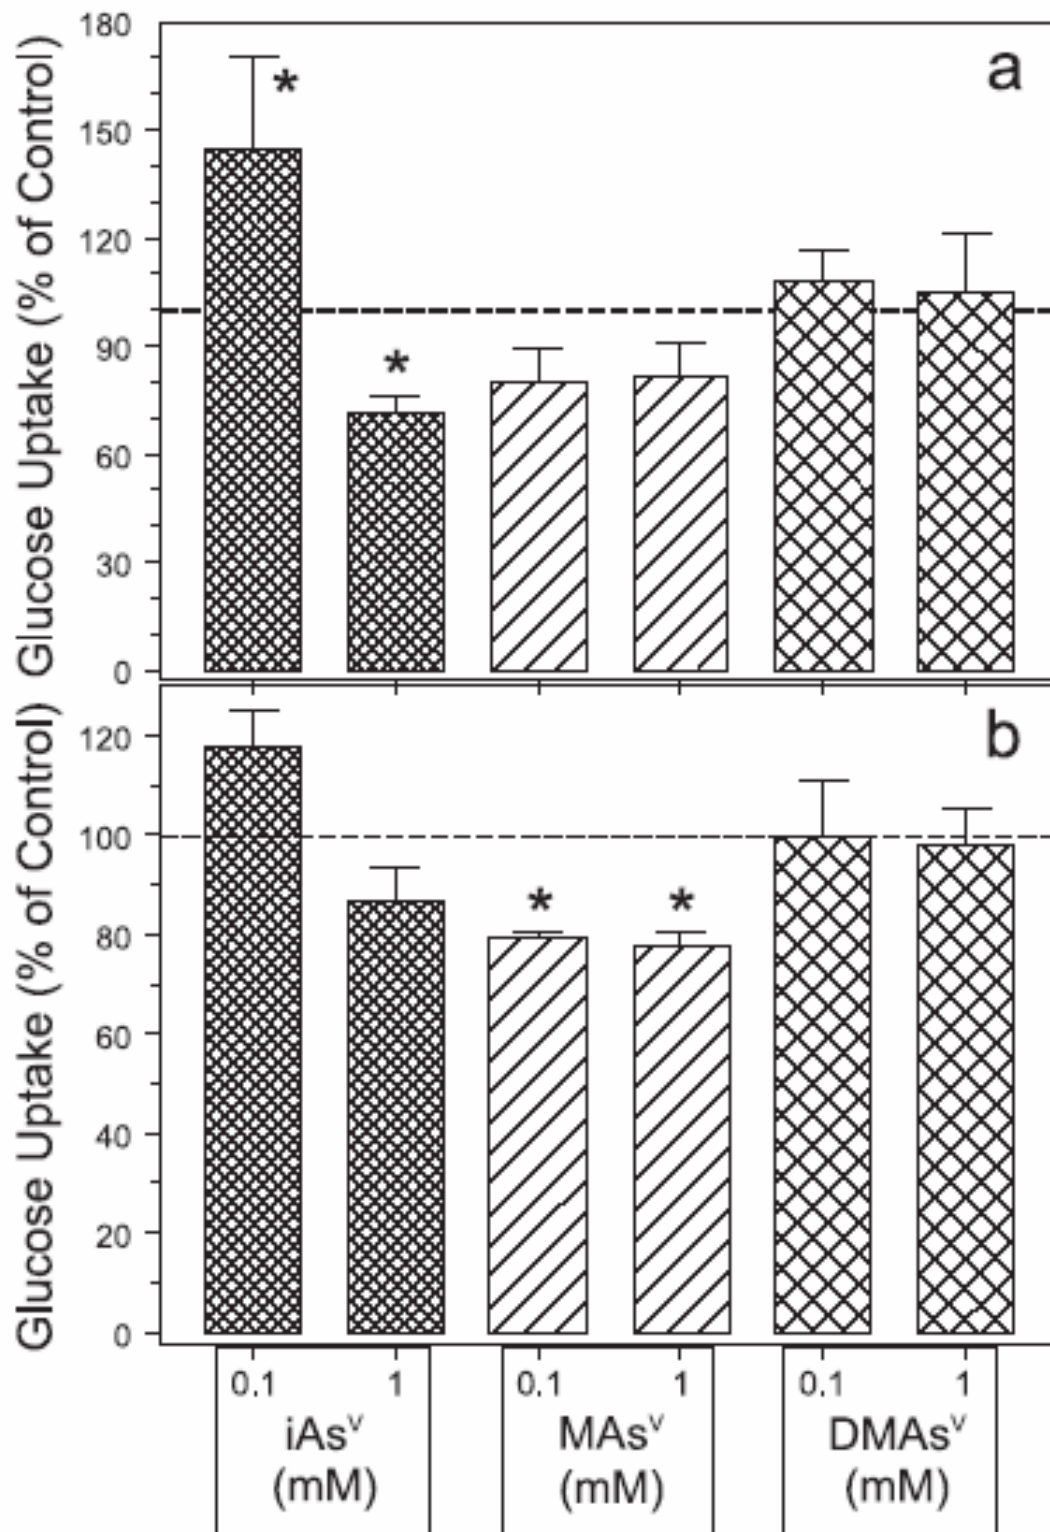 a
Glucose Uptake (% of Control)
180
150
120
90
60
30
0
*
*
b
Glucose Uptake (% of Control)
120
100
80
60
40
20
0
*
*
0.1 1 0.1 1 0.1 1
iAsⱽ MAsⱽ DMAsⱽ
(mM) (mM) (mM)